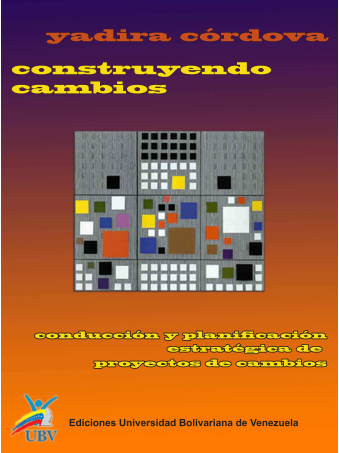 yadira córdova
construyendo
cambios
conducción y planificación
estratégica de
proyectos de cambios
UBV
Ediciones Universidad Bolivariana de Venezuela